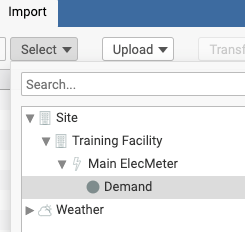 Import
Select Upload Transf
Search...
Site
Training Facility
Main ElecMeter
Demand
Weather